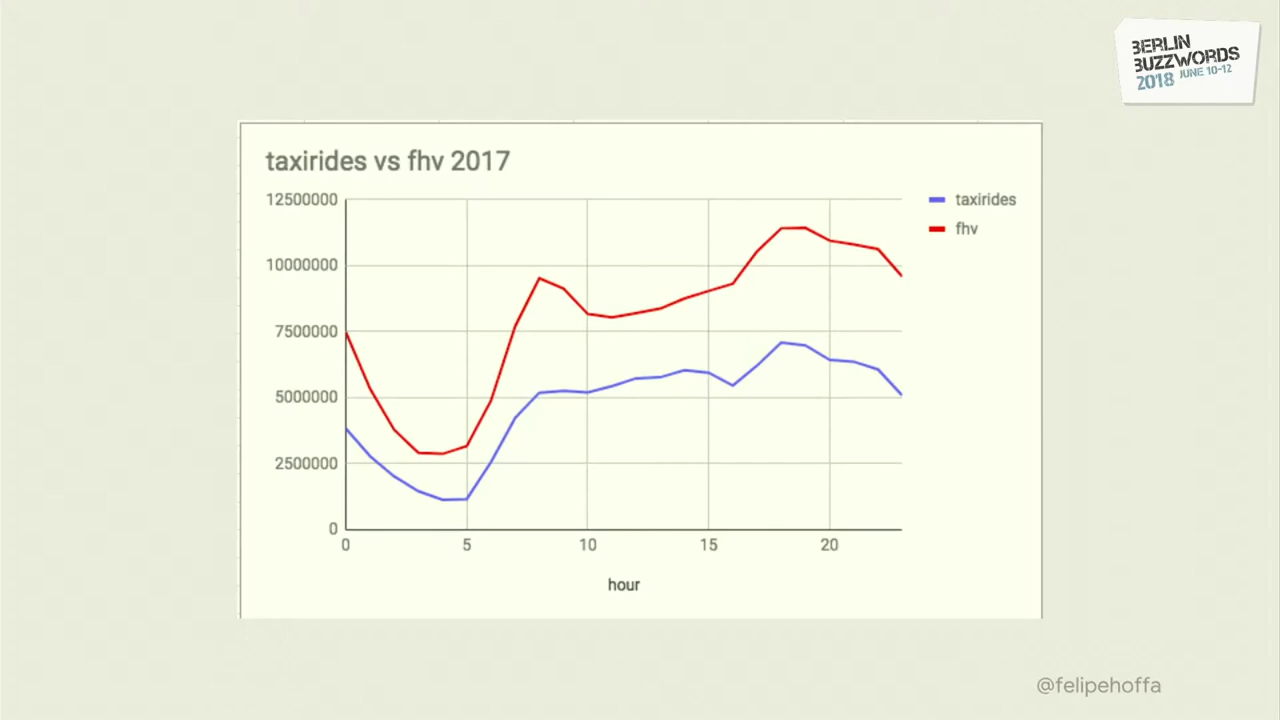 BERLIN
BUZZWORDS
2018 JUNE 10-12
taxirides vs fhv 2017
12500000
10000000
7500000
5000000
2500000
0
0 5 10 15 20
hour
taxirides
fhv
@felipehoffa